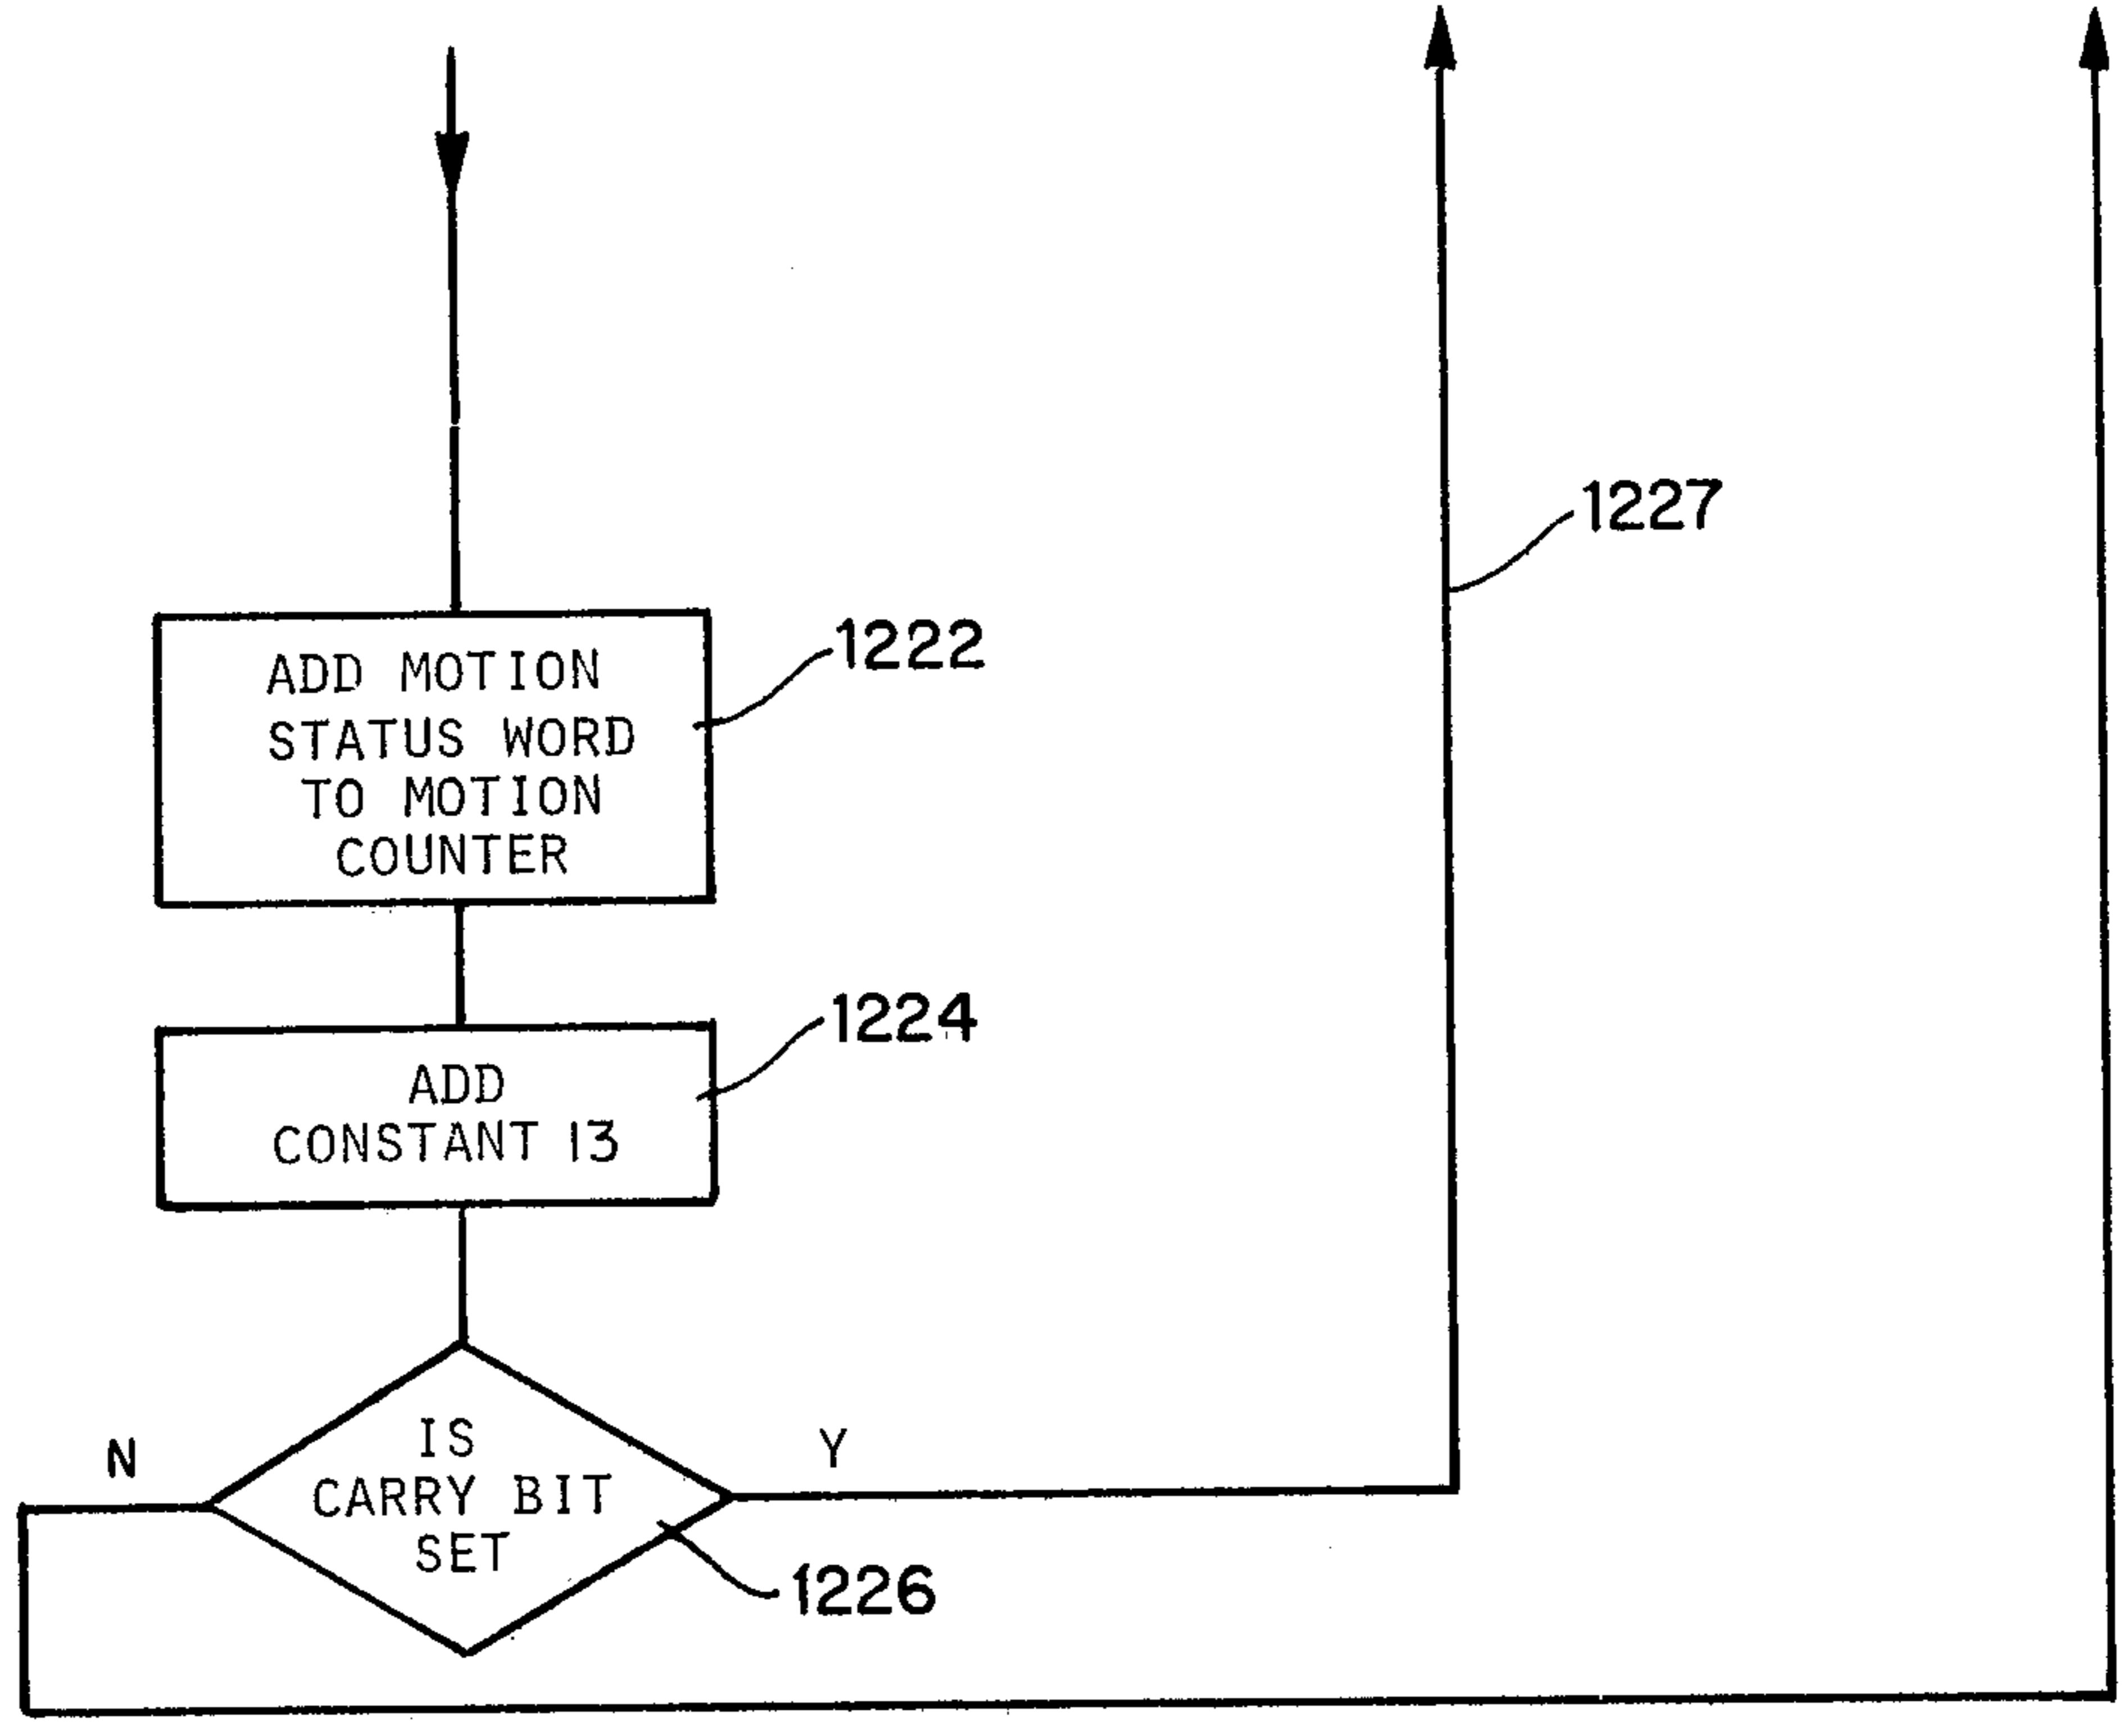 1227
1222
ADD MOTION
STATUS WORD
TO MOTION
COUNTER
1224
ADD
CONSTANT 13
N
Y
IS
CARRY BIT
SET
1226